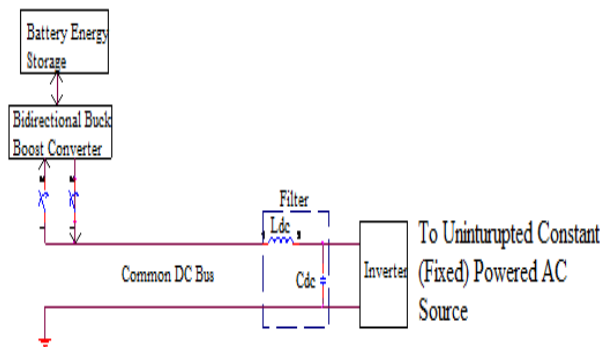 Battery Energy
Storage
Bidirectional Buck
Boost Converter
Filter
Ldc
Cdc
Common DC Bus
Inverter
To Uninturupted Constant
(Fixed) Powered AC
Source